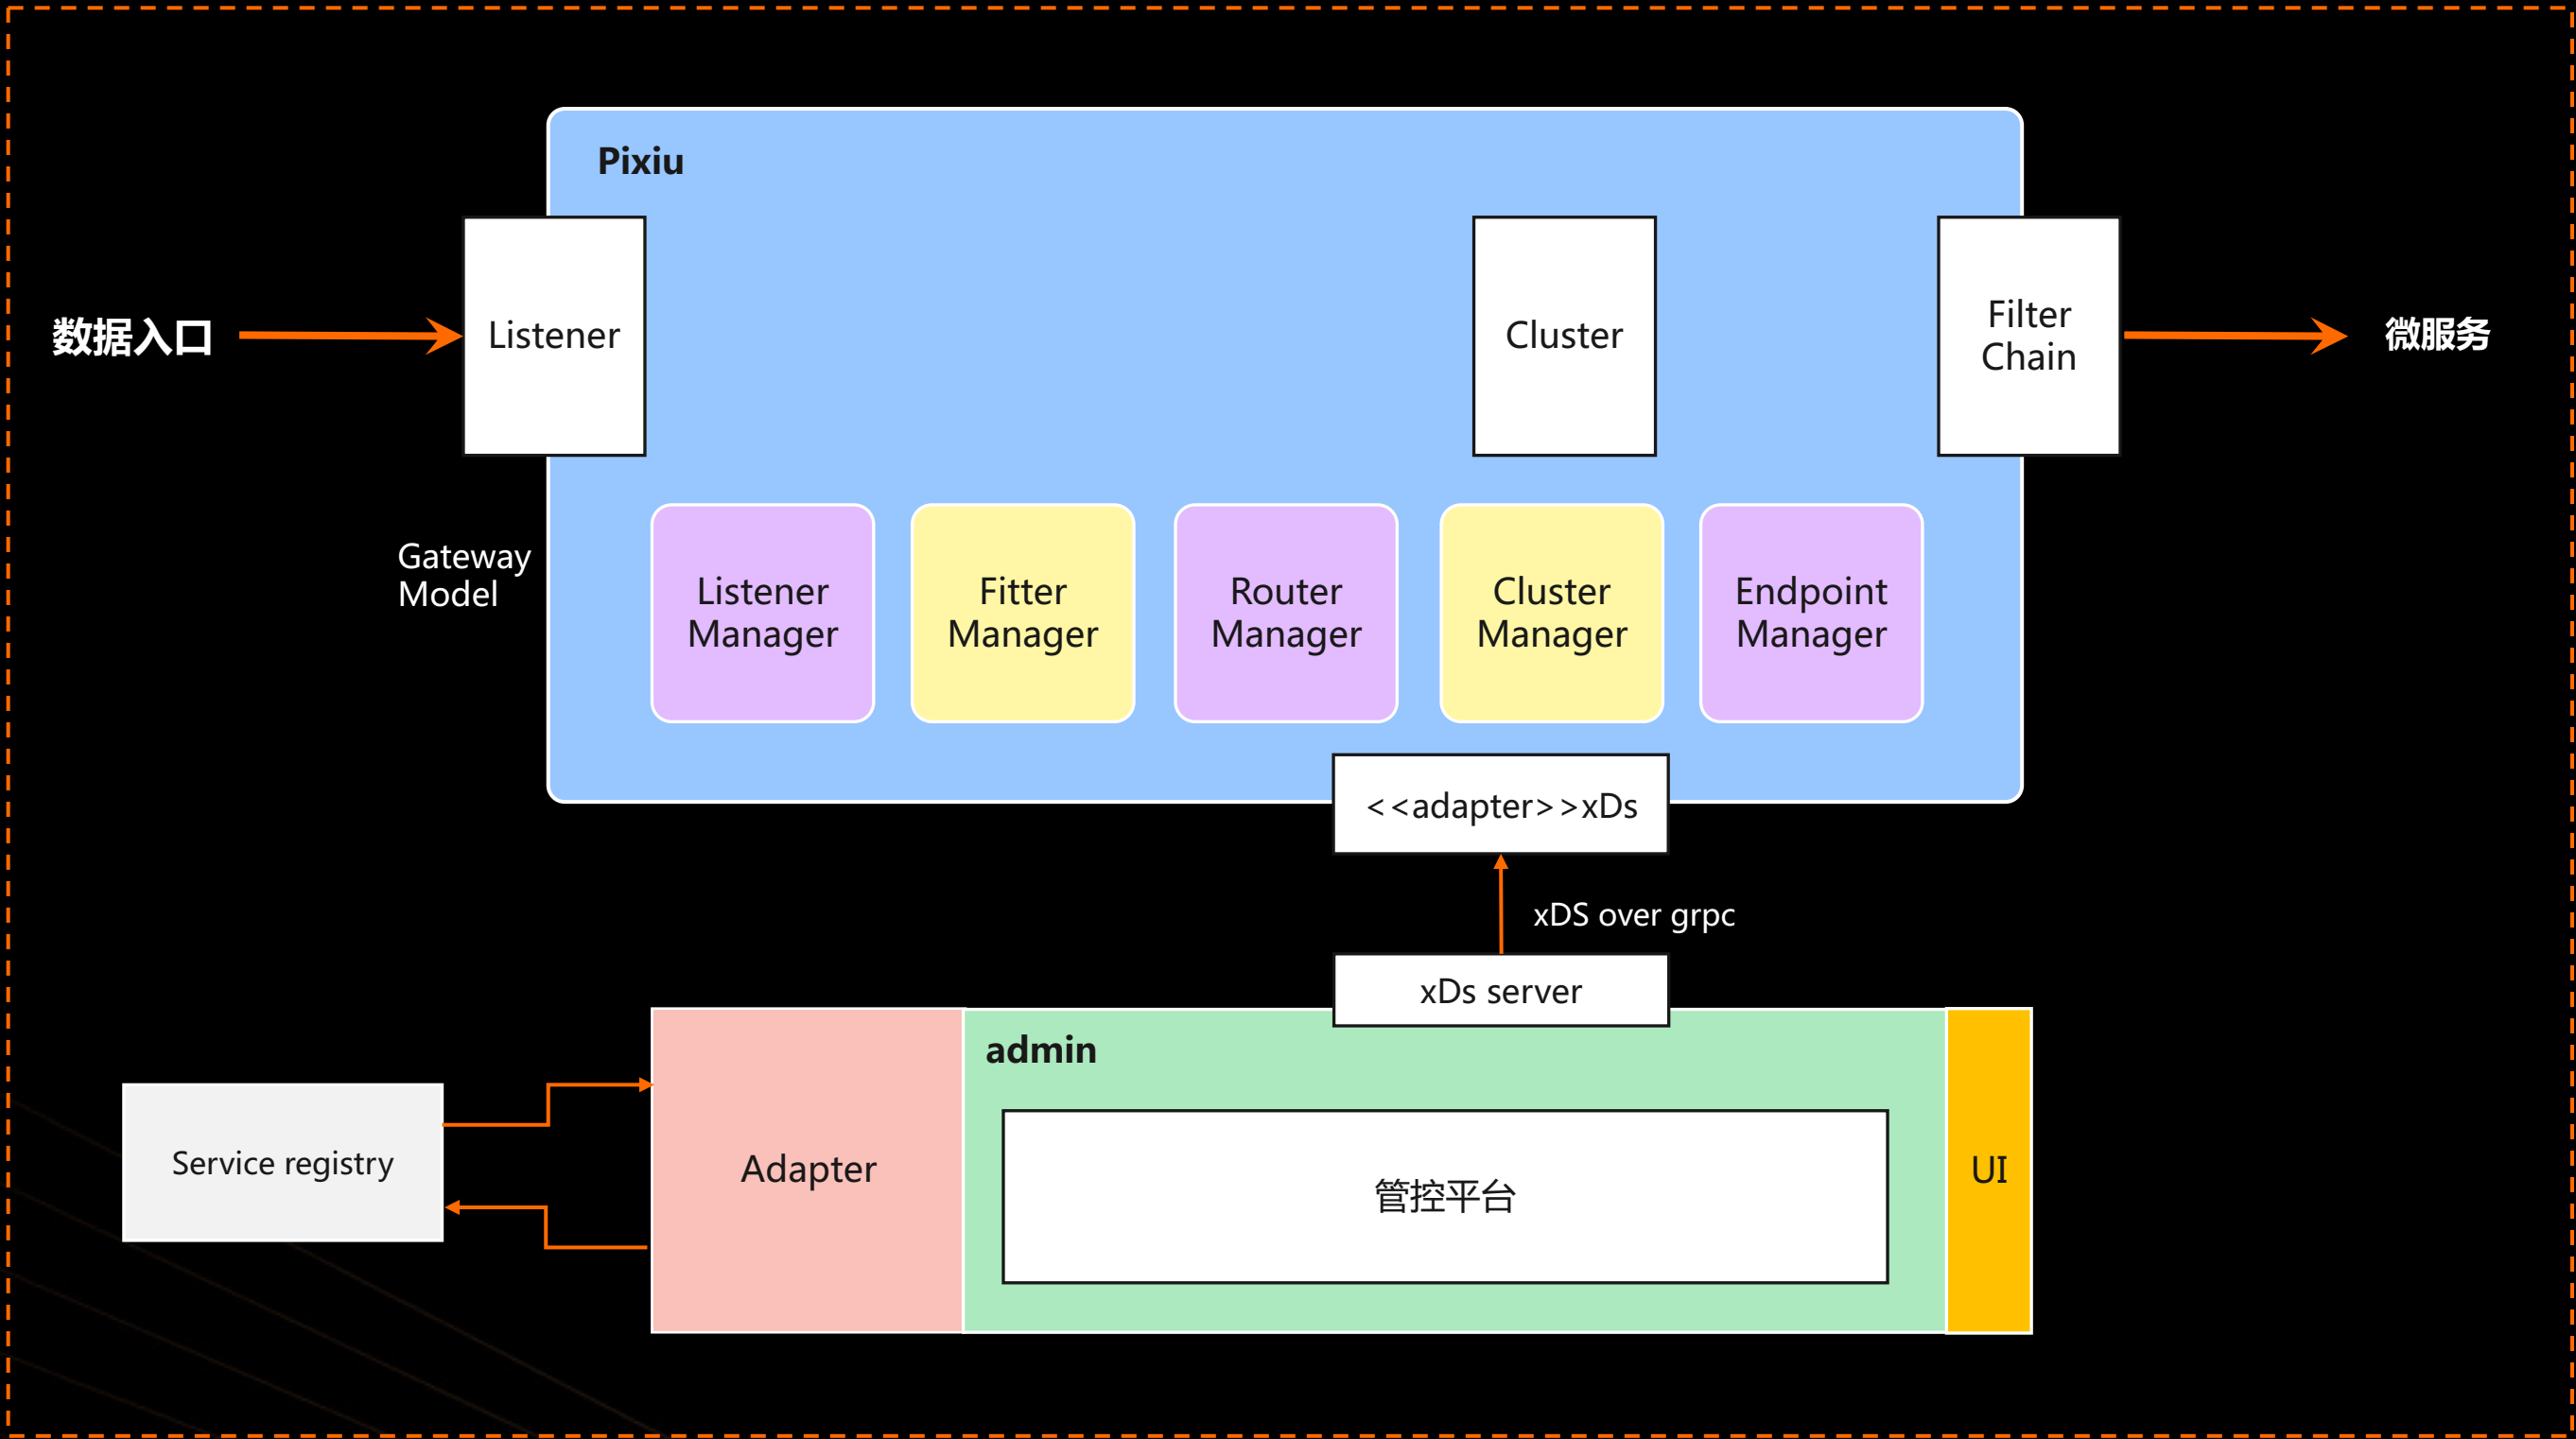 Pixiu
数据入口
Listener
Cluster
Filter
Chain
微服务
Gateway
Model
Listener
Manager
Fitter
Manager
Router
Manager
Cluster
Manager
Endpoint
Manager
<<adapter>>xDs
xDS over grpc
xDs server
admin
Service registry
Adapter
管控平台
UI